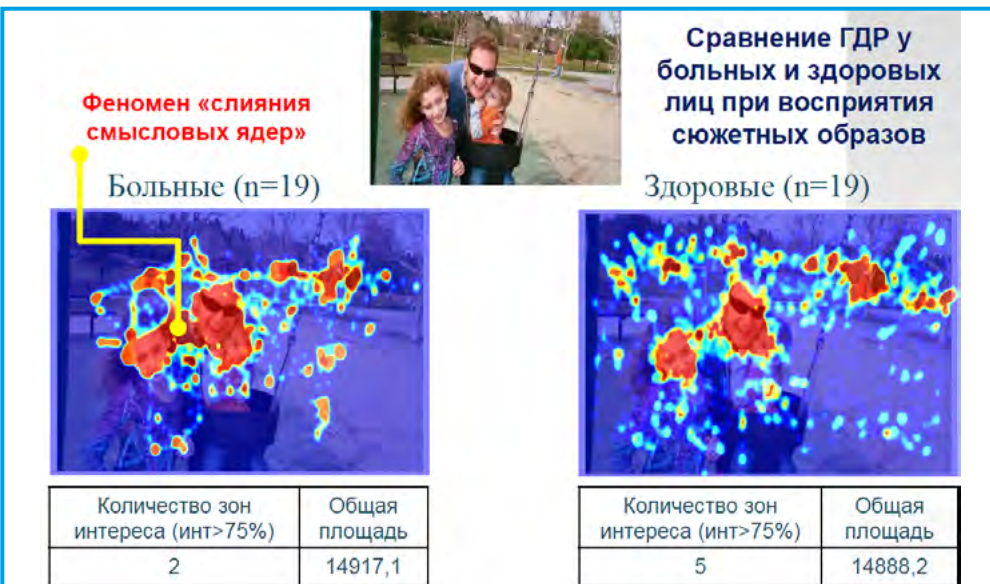 Сравнение ГДР у
больных и здоровых
лиц при восприятия
сюжетных образов
Феномен «слияния
смысловых ядер»
Больные (n=19)
Здоровые (n=19)
Количество зон
интереса (инт>75%)
Общая
площадь
2
14917,1
Количество зон
интереса (инт>75%)
Общая
площадь
5
14888,2